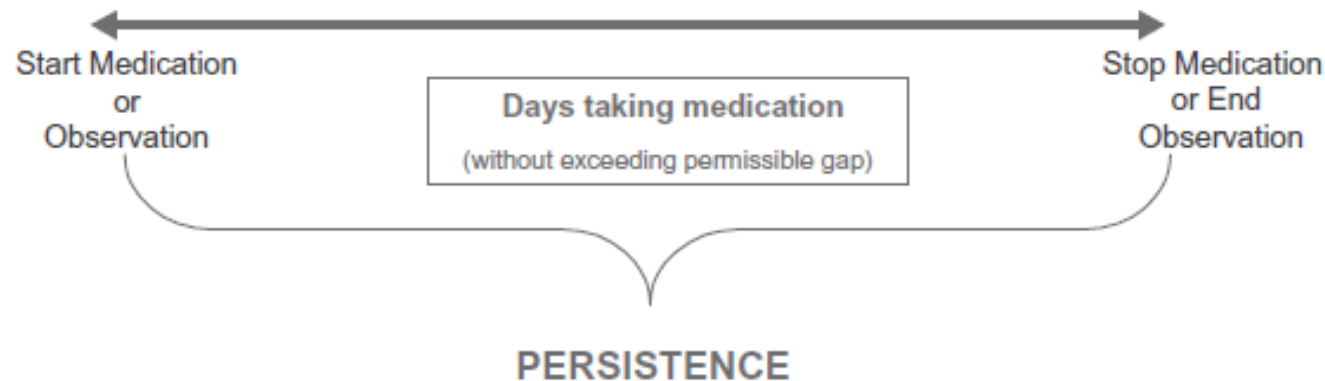 Start Medication
or
Observation
Days taking medication
(without exceeding permissible gap)
Stop Medication
or End
Observation
PERSISTENCE